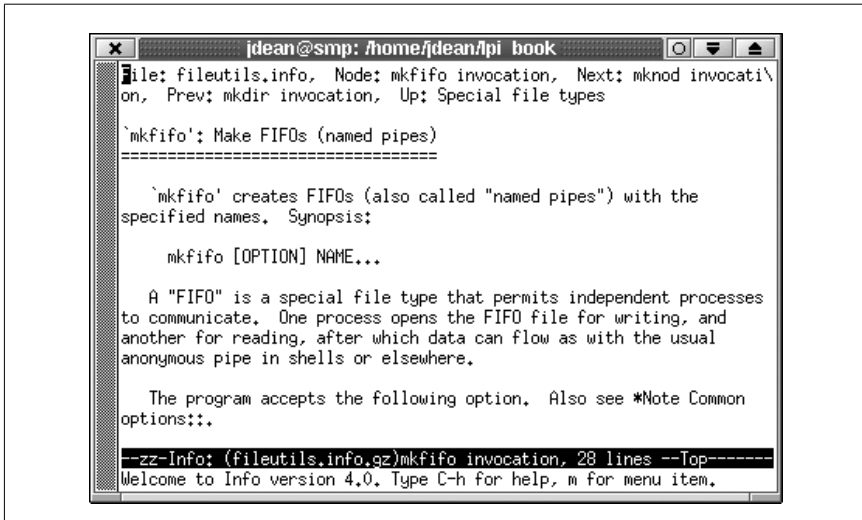 jdean@smp: /home/jdean/lpi_book
File: fileutils.info,  Node: mkfifo invocation,  Next: mknod invocati\
on,  Prev: mkdir invocation,  Up: Special file types
`mkfifo': Make FIFOs (named pipes)
==================================
`mkfifo' creates FIFOs (also called "named pipes") with the
specified names.  Synopsis:
mkfifo [OPTION] NAME...
A "FIFO" is a special file type that permits independent processes
to communicate.  One process opens the FIFO file for writing, and
another for reading, after which data can flow as with the usual
anonymous pipe in shells or elsewhere.
The program accepts the following option.  Also see *Note Common
options::.
--zz-Info: (fileutils.info.gz)mkfifo invocation, 28 lines --Top-------
Welcome to Info version 4.0. Type C-h for help, m for menu item.